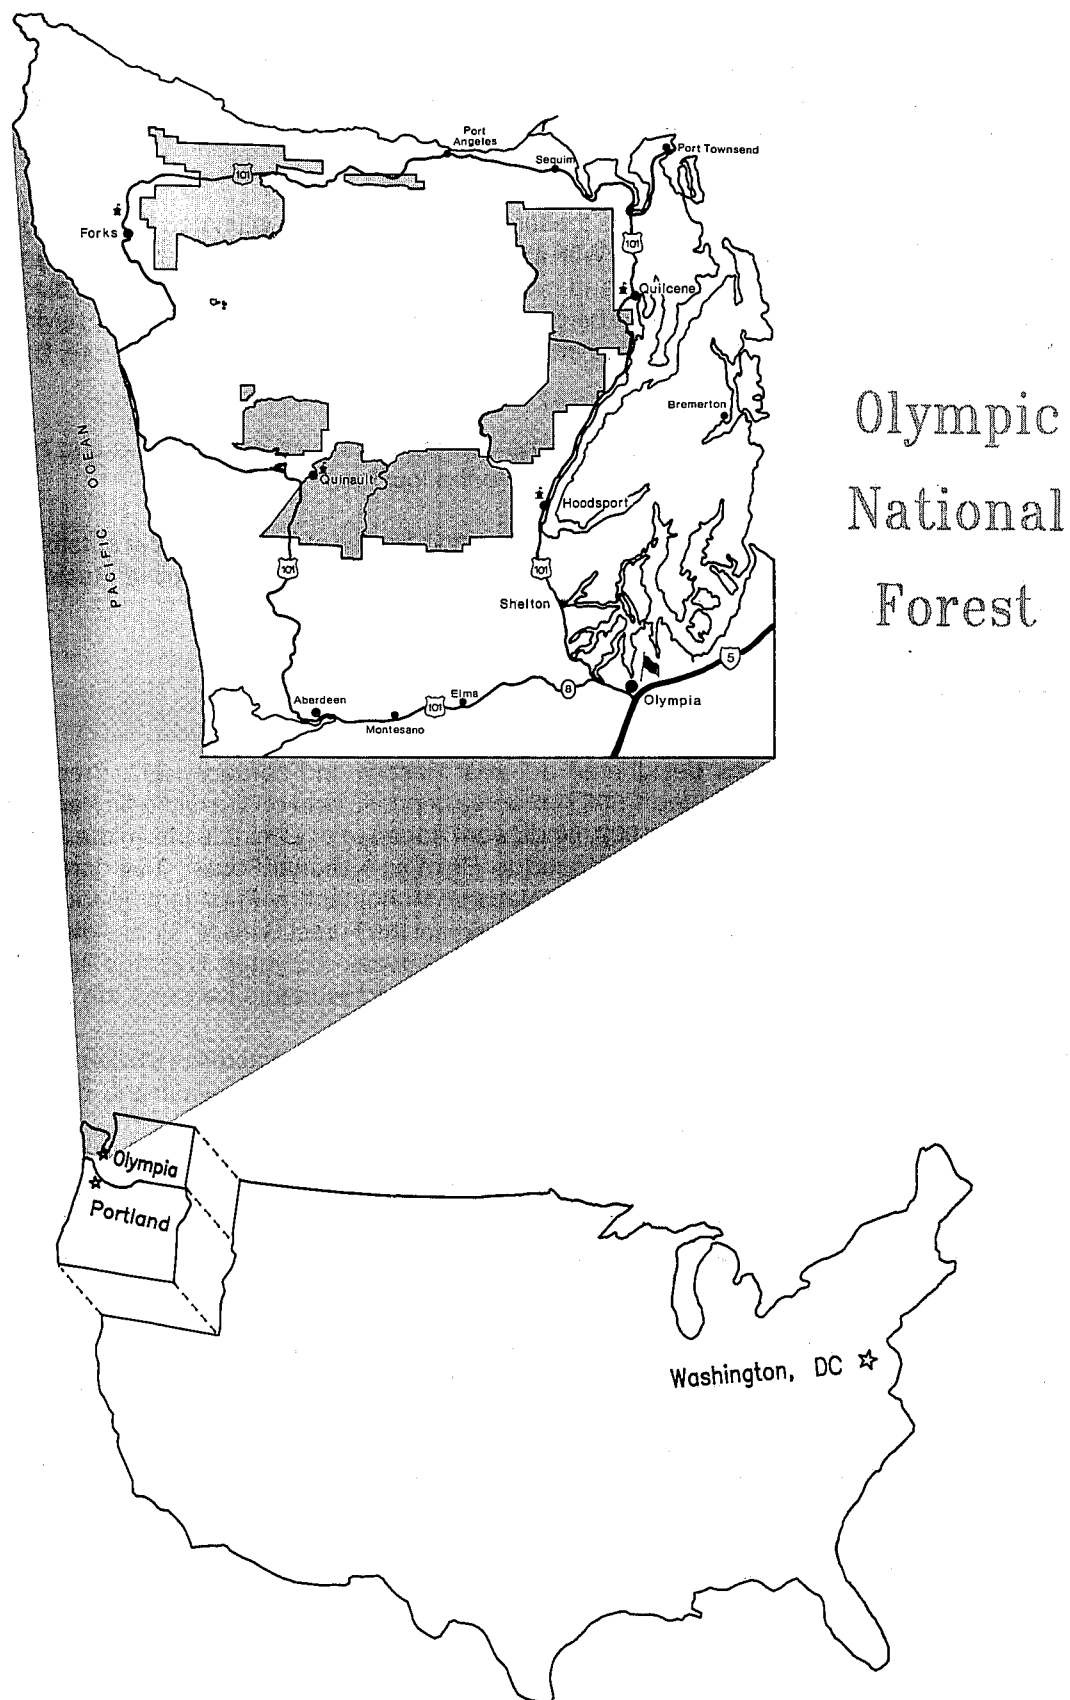 Port
Angeles
Sequim
Port Townsend
101
Forks
101
Quilcene
Olympic
National
Forest
Bremerton
PACIFIC OCEAN
Quinault
Hoodsport
101
101
Shelton
5
Aberdeen
101
Elma
8
Olympia
Montesano
Olympia
Portland
Washington, DC